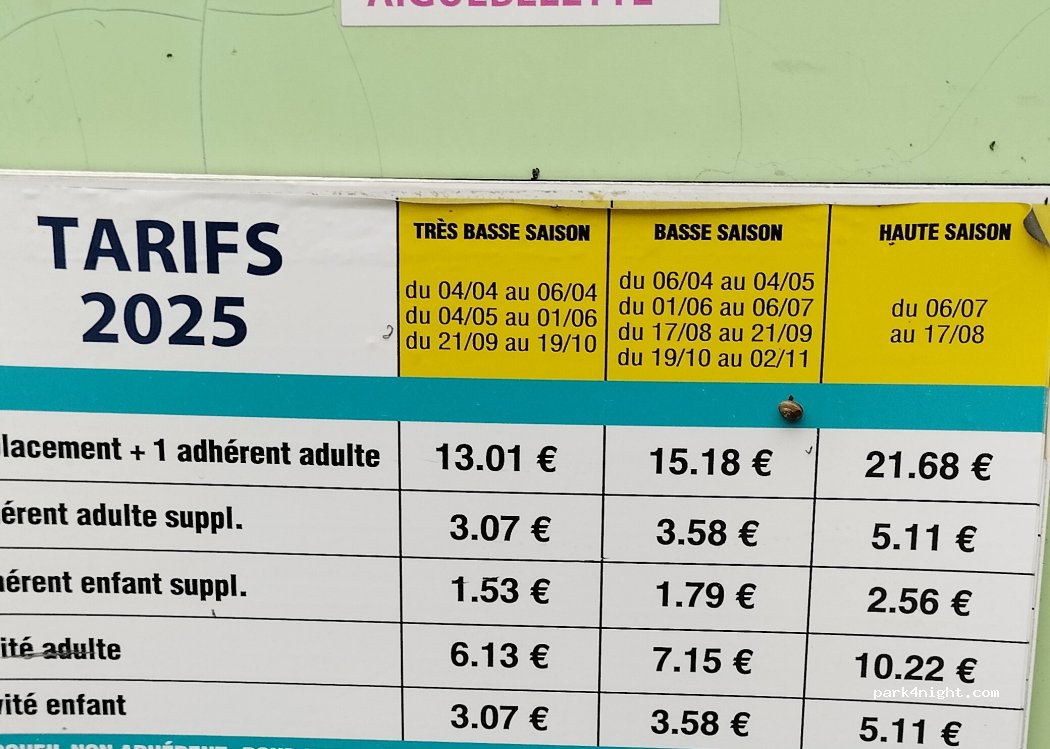 AIGUEBELETTE
TARIFS
2025
TRÈS BASSE SAISON
du 04/04 au 06/04
du 04/05 au 01/06
du 21/09 au 19/10
BASSE SAISON
du 06/04 au 04/05
du 01/06 au 06/07
du 17/08 au 21/09
du 19/10 au 02/11
HAUTE SAISON
du 06/07
au 17/08
lacement + 1 adhérent adulte 13.01 € 15.18 € 21.68 €
érent adulte suppl. 3.07 € 3.58 € 5.11 €
hérent enfant suppl. 1.53 € 1.79 € 2.56 €
ité adulte 6.13 € 7.15 € 10.22 €
vité enfant 3.07 € 3.58 € 5.11 €
park4night.com